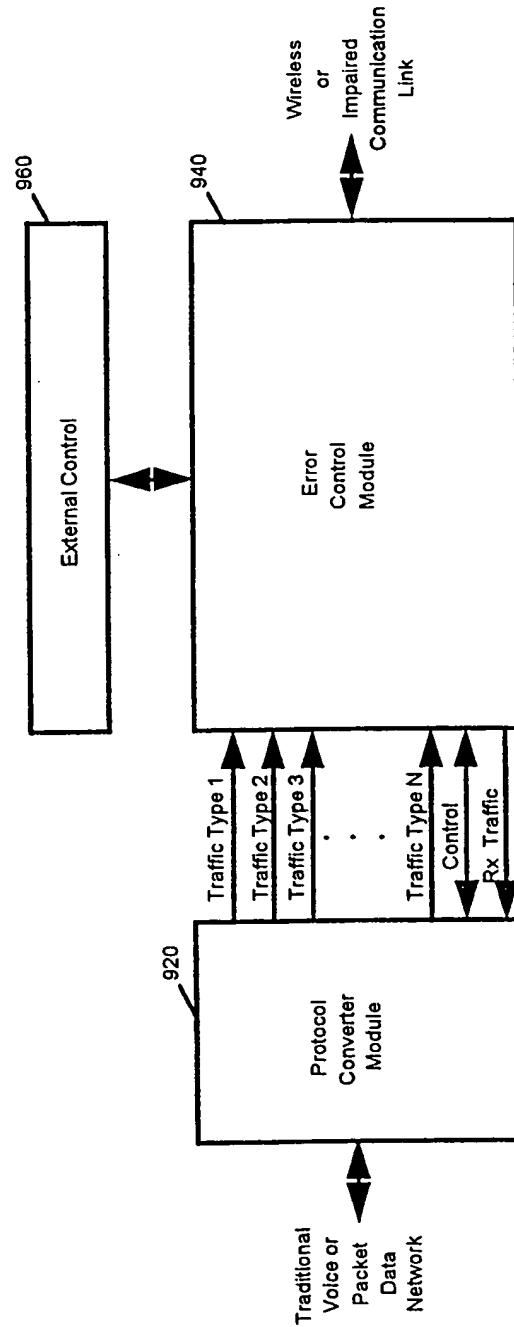 960
External Control
940
Error
Control
Module
Wireless
or
Impaired
Communication
Link
Traffic Type 1
Traffic Type 2
Traffic Type 3
. . .
Traffic Type N
Control
Rx Traffic
920
Protocol
Converter
Module
Traditional
Voice or
Packet
Data
Network